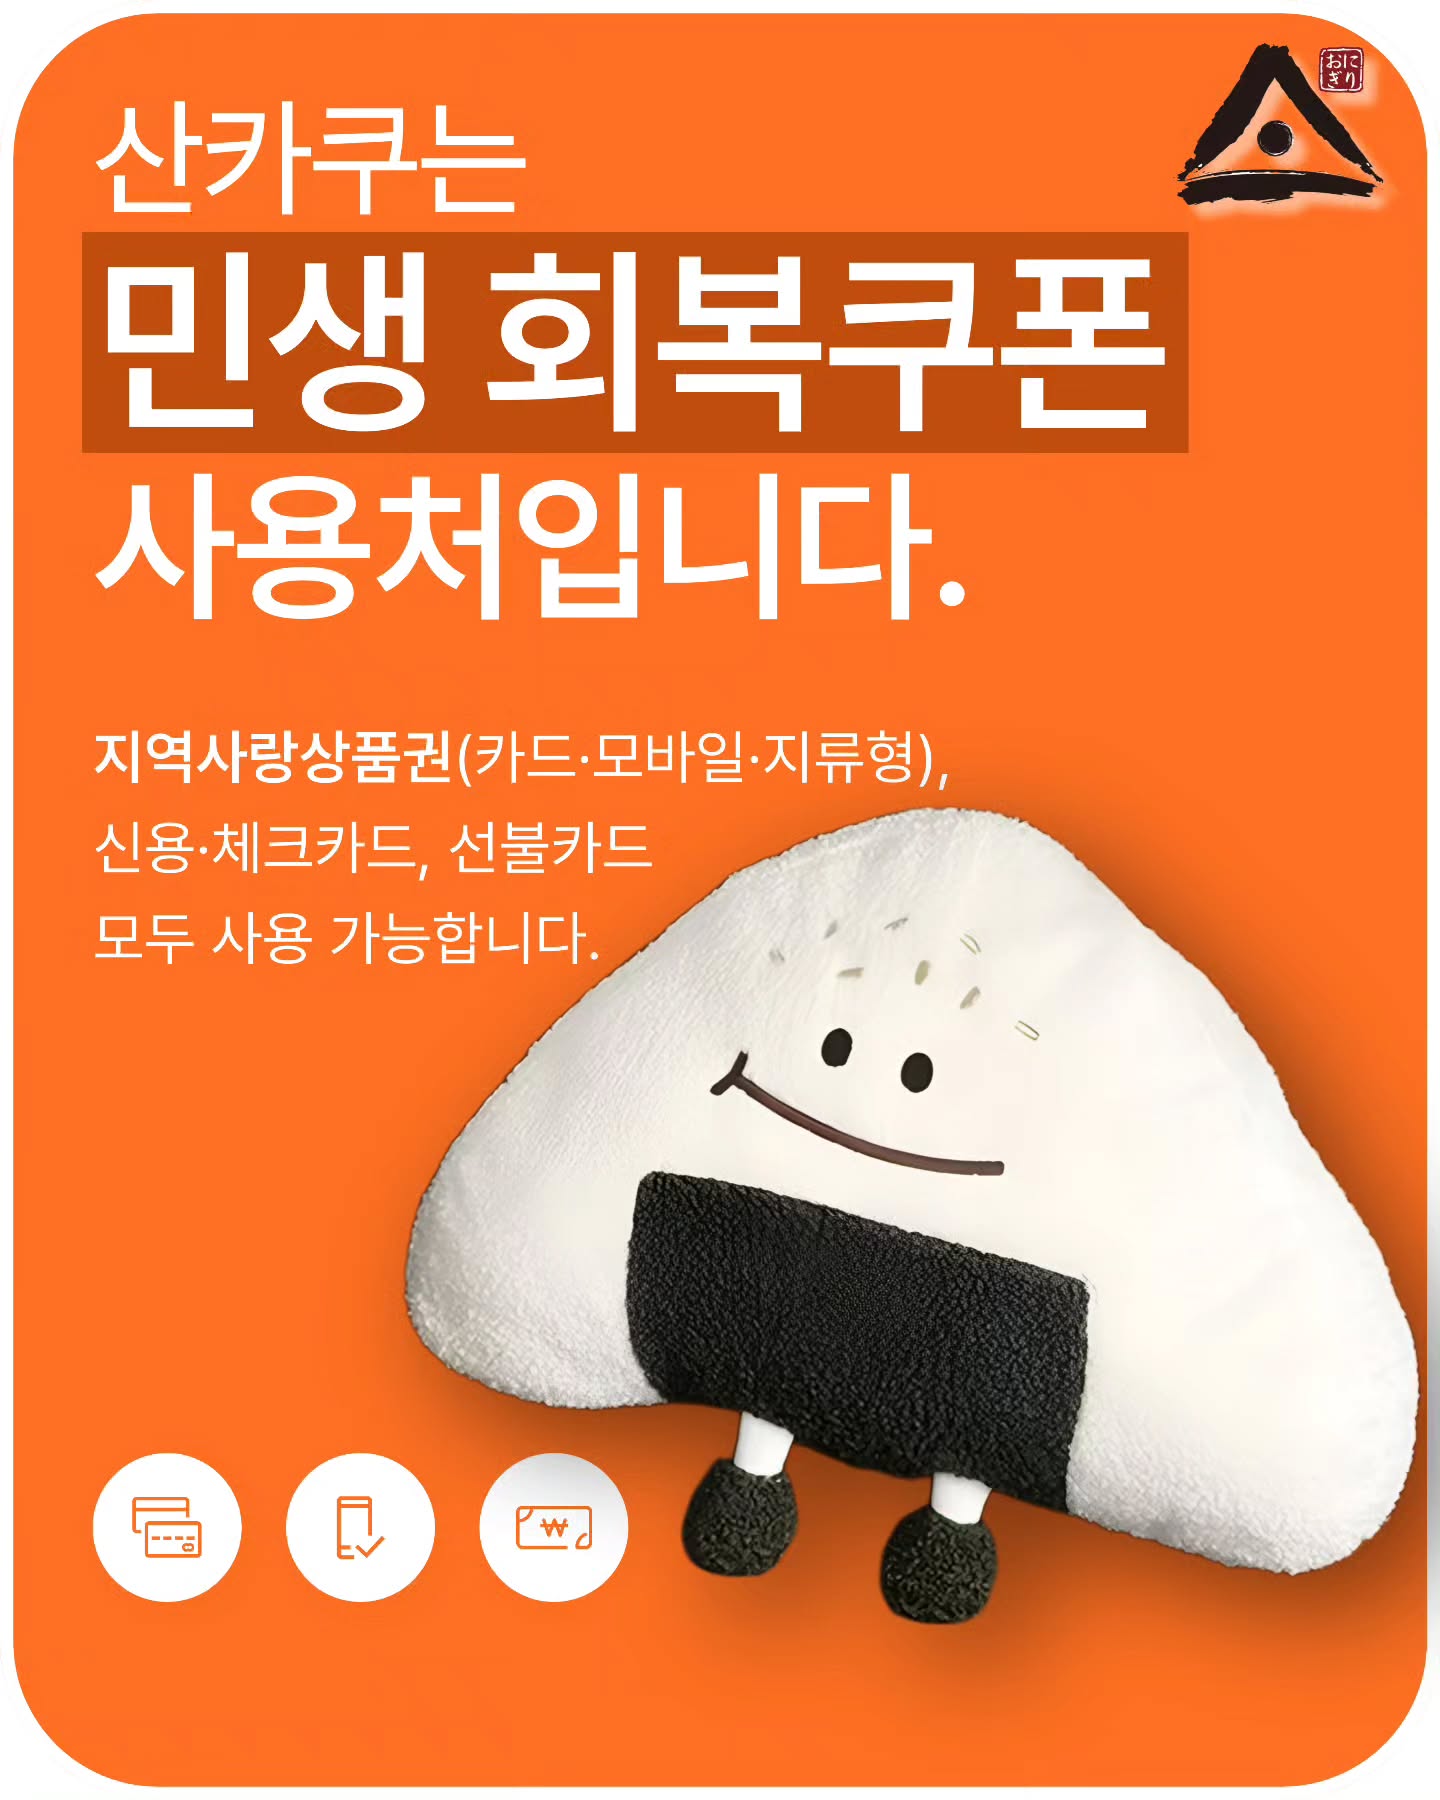 산카쿠는
민생 회복쿠폰
사용처입니다.
おに
ぎり
지역사랑상품권(카드·모바일·지류형),
신용·체크카드, 선불카드
모두 사용 가능합니다.
₩